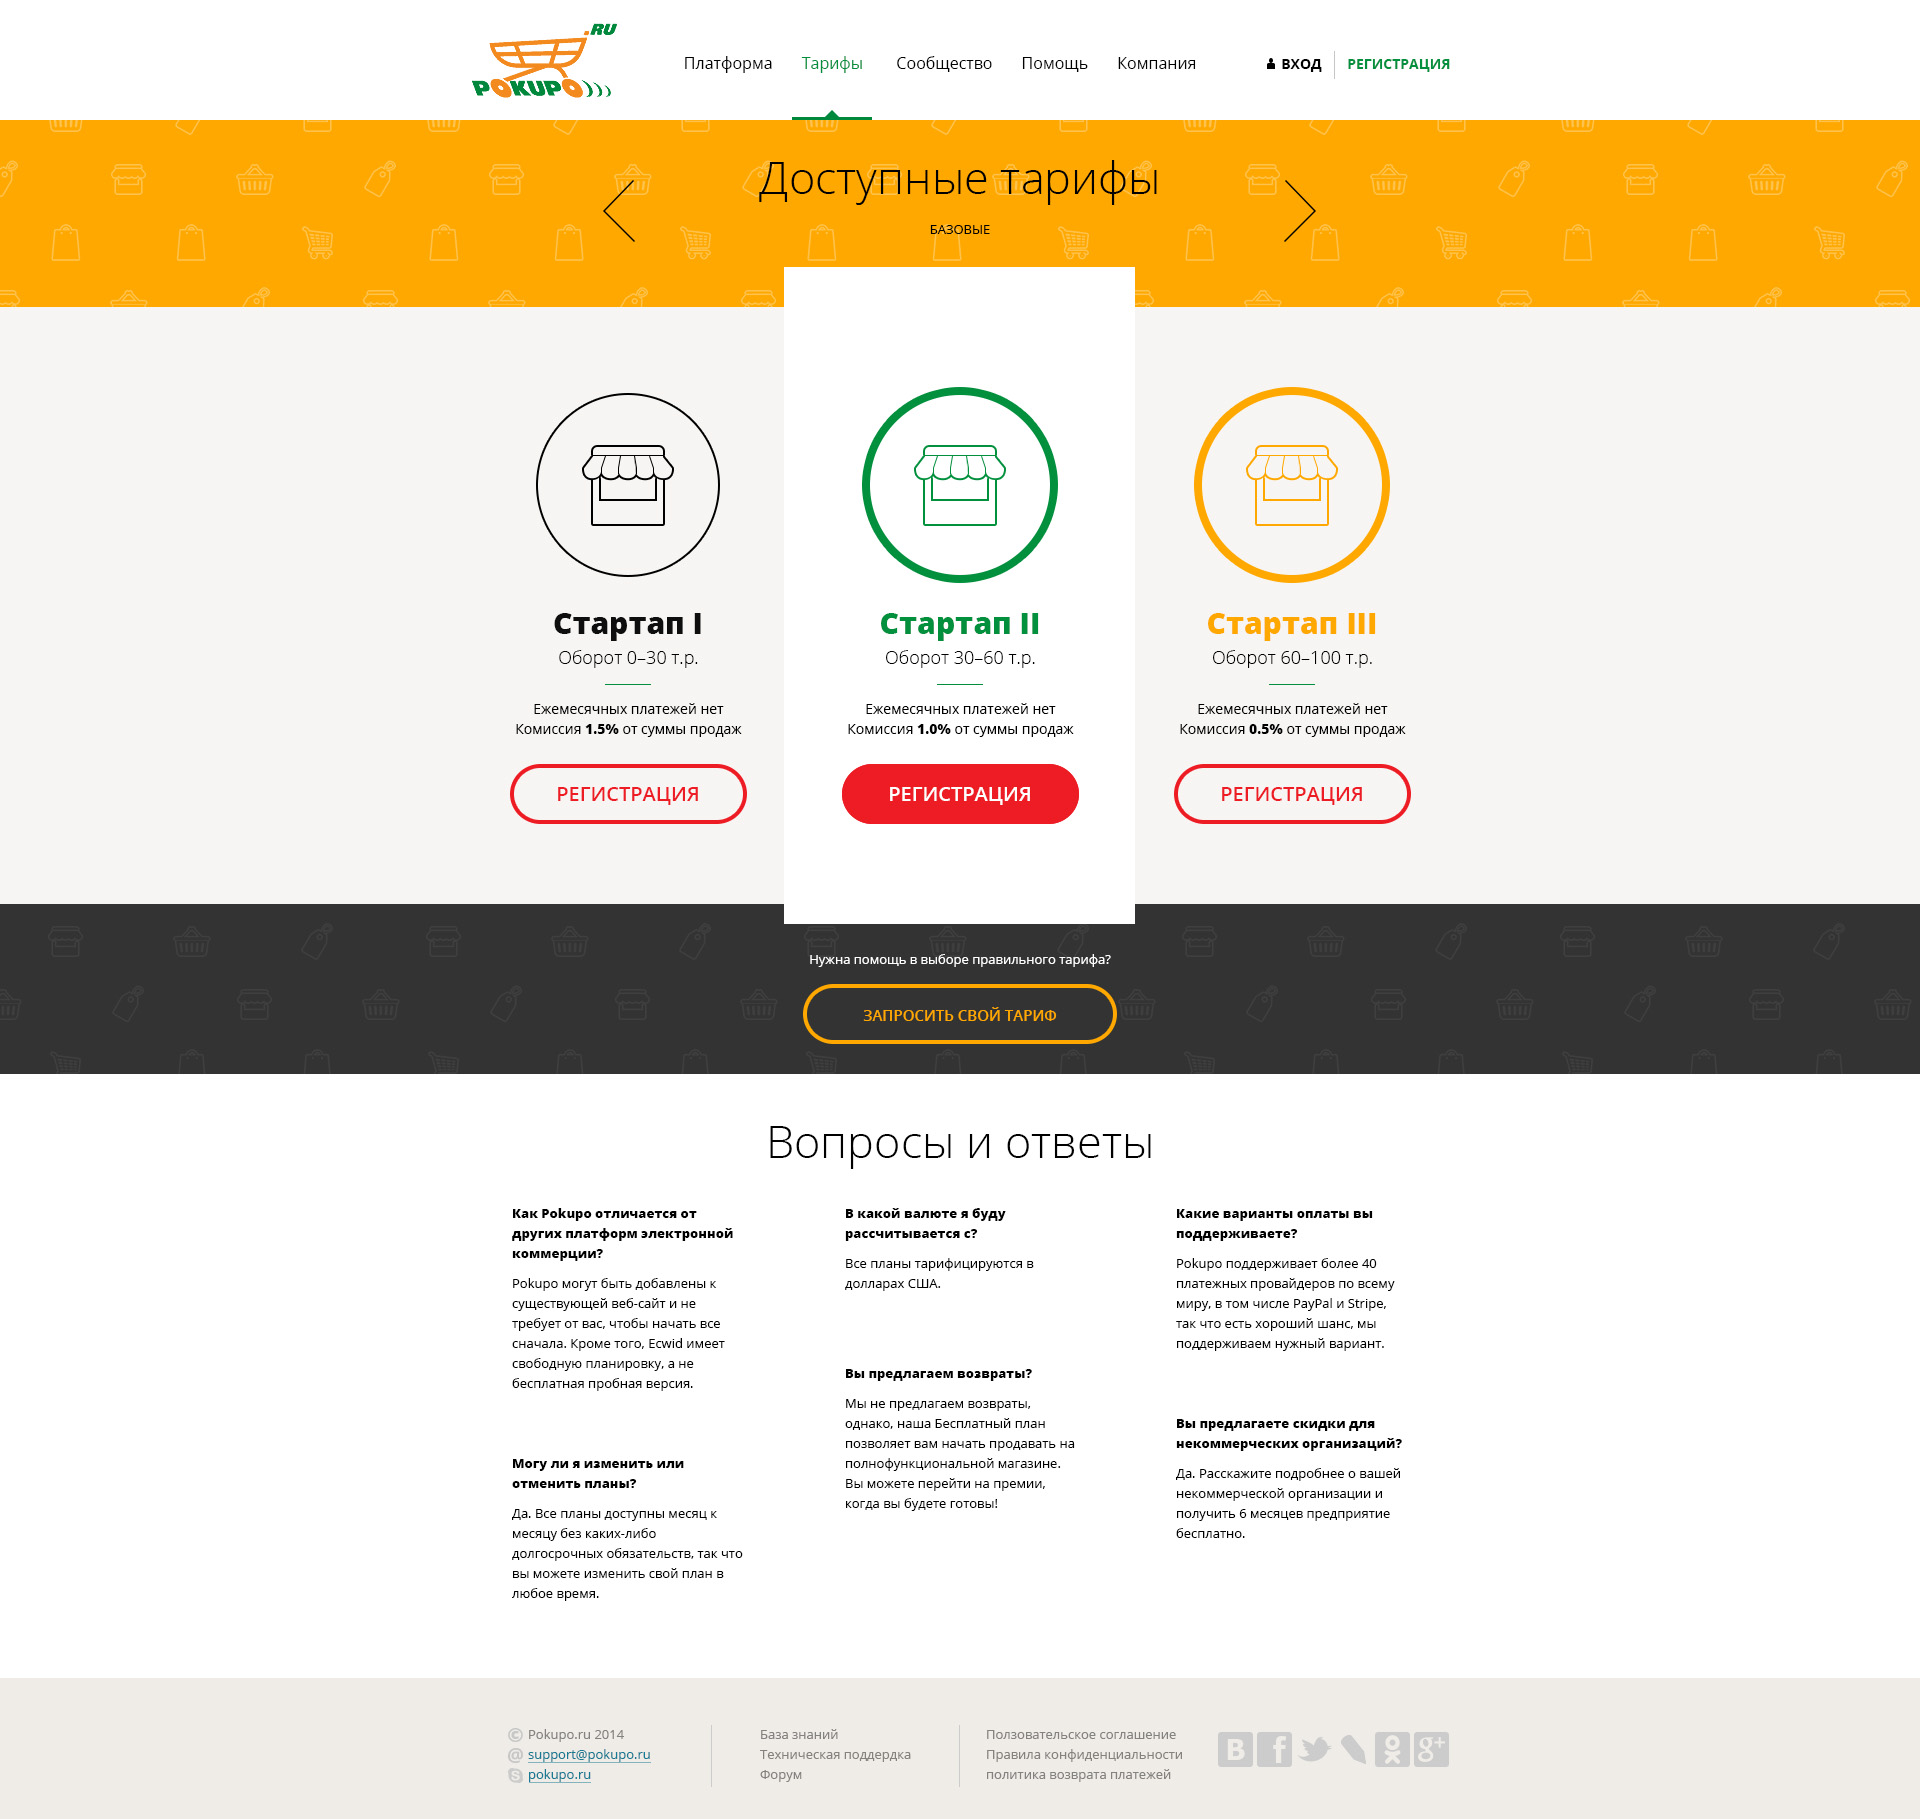 .RU
POKUPO
Платформа
Тарифы
Сообщество
Помощь
Компания
ВХОД
РЕГИСТРАЦИЯ
Доступные тарифы
БАЗОВЫЕ
Стартап I
Оборот 0–30 т.р.
Ежемесячных платежей нет
Комиссия 1.5% от суммы продаж
РЕГИСТРАЦИЯ
Стартап II
Оборот 30–60 т.р.
Ежемесячных платежей нет
Комиссия 1.0% от суммы продаж
РЕГИСТРАЦИЯ
Стартап III
Оборот 60–100 т.р.
Ежемесячных платежей нет
Комиссия 0.5% от суммы продаж
РЕГИСТРАЦИЯ
Нужна помощь в выборе правильного тарифа?
ЗАПРОСИТЬ СВОЙ ТАРИФ
Вопросы и ответы
Как Pokupo отличается от
других платформ электронной
коммерции?
Pokupo могут быть добавлены к
существующей веб-сайт и не
требует от вас, чтобы начать все
сначала. Кроме того, Ecwid имеет
свободную планировку, а не
бесплатная пробная версия.
Могу ли я изменить или
отменить планы?
Да. Все планы доступны месяц к
месяцу без каких-либо
долгосрочных обязательств, так что
вы можете изменить свой план в
любое время.
В какой валюте я буду
рассчитывается с?
Все планы тарифицируются в
долларах США.
Вы предлагаем возвраты?
Мы не предлагаем возвраты,
однако, наша Бесплатный план
позволяет вам начать продавать на
полнофункциональной магазине.
Вы можете перейти на премии,
когда вы будете готовы!
Какие варианты оплаты вы
поддерживаете?
Pokupo поддерживает более 40
платежных провайдеров по всему
миру, в том числе PayPal и Stripe,
так что есть хороший шанс, мы
поддерживаем нужный вариант.
Вы предлагаете скидки для
некоммерческих организаций?
Да. Расскажите подробнее о вашей
некоммерческой организации и
получить 6 месяцев предприятие
бесплатно.
© Pokupo.ru 2014
@ support@pokupo.ru
pokupo.ru
База знаний
Техническая поддердка
Форум
Ползовательское соглашение
Правила конфиденциальности
политика возврата платежей